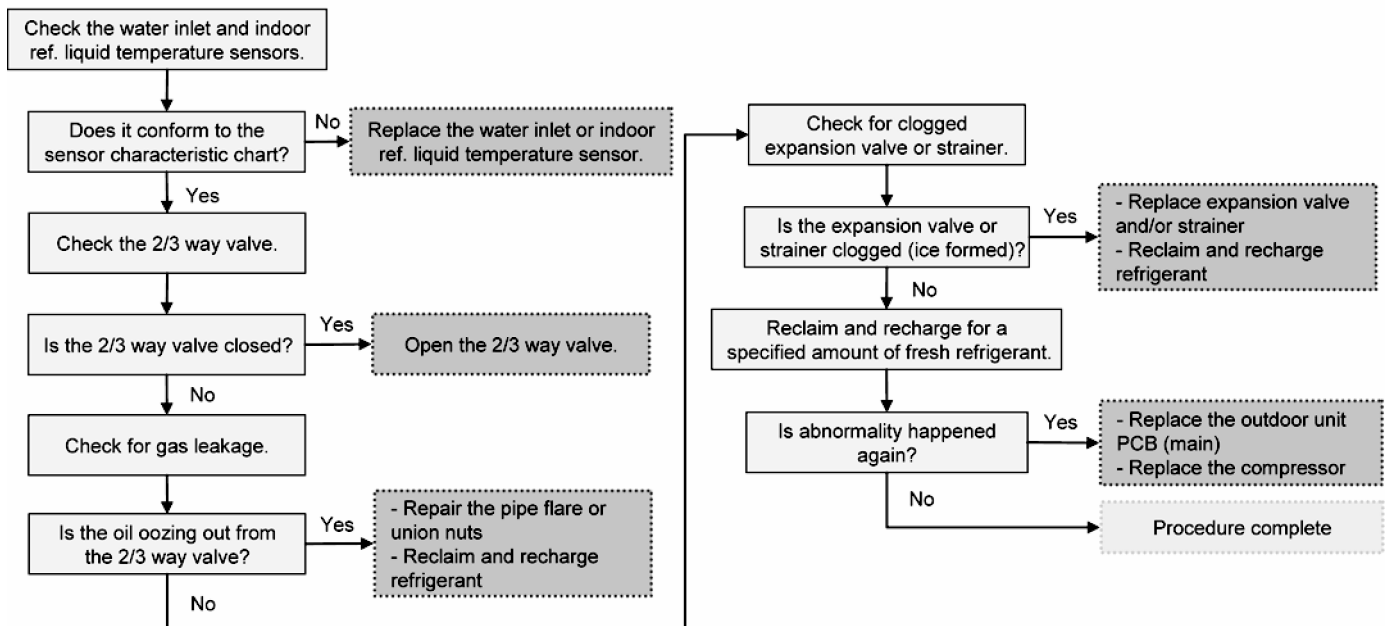 Check the water inlet and indoor
ref. liquid temperature sensors.
Does it conform to the
sensor characteristic chart?
No
Replace the water inlet or indoor
ref. liquid temperature sensor.
Yes
Check the 2/3 way valve.
Is the 2/3 way valve closed?
Yes
Open the 2/3 way valve.
No
Check for gas leakage.
Is the oil oozing out from
the 2/3 way valve?
Yes
- Repair the pipe flare or
union nuts
- Reclaim and recharge
refrigerant
No
Check for clogged
expansion valve or strainer.
Is the expansion valve or
strainer clogged (ice formed)?
Yes
- Replace expansion valve
and/or strainer
- Reclaim and recharge
refrigerant
No
Reclaim and recharge for a
specified amount of fresh refrigerant.
Is abnormality happened
again?
Yes
- Replace the outdoor unit
PCB (main)
- Replace the compressor
No
Procedure complete